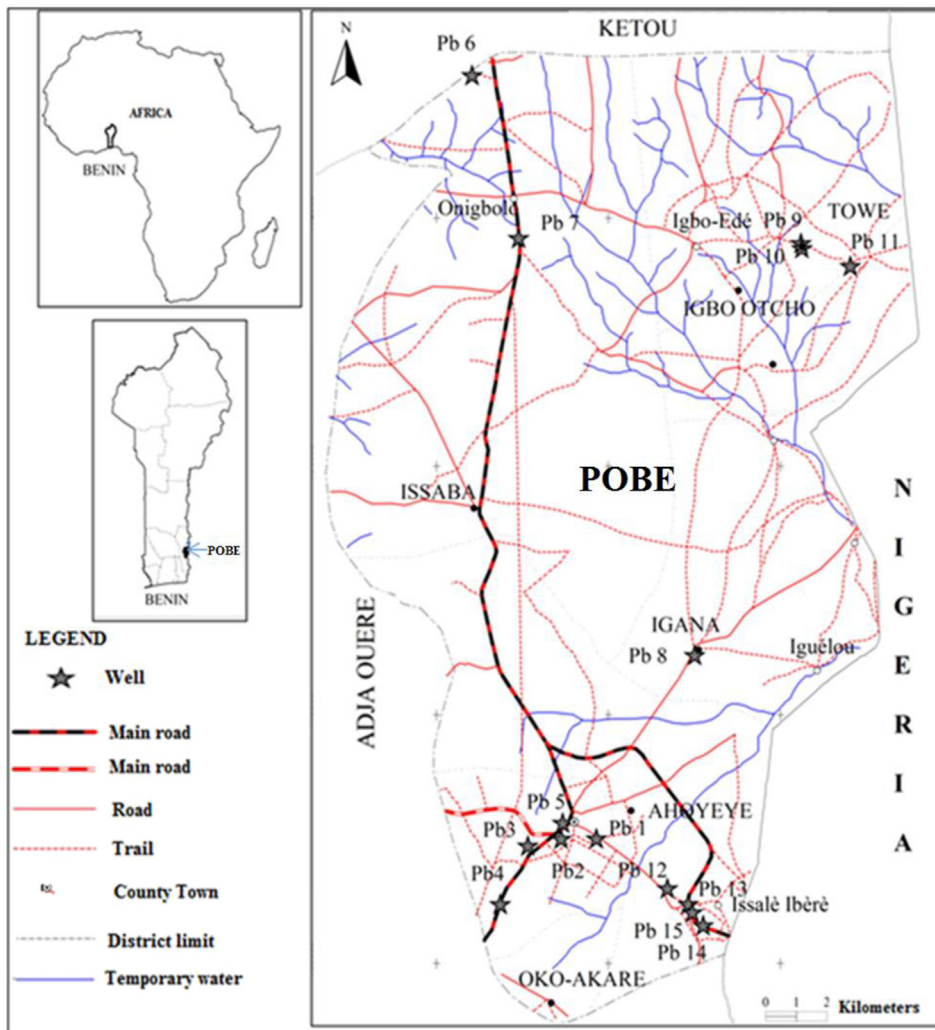 AFRICA
BENIN
POBE
BENIN
LEGEND
Well
Main road
Main road
Road
Trail
County Town
District limit
Temporary water
KETOU
N
Pb 6
Onigbolo
Pb 7
Igbo-Edé
Pb 9
TOWE
Pb 10
Pb 11
IGBO OTCHO
ISSABA
POBE
NIGERIA
ADJA OUERE
IGANA
Pb 8
Iguélou
Pb 5
AHOYEYE
Pb3
Pb 1
Pb4
Pb2
Pb 12
Pb 13
Issalè Ibèrè
Pb 15
Pb 14
OKO-AKARE
0 1 2 Kilometers